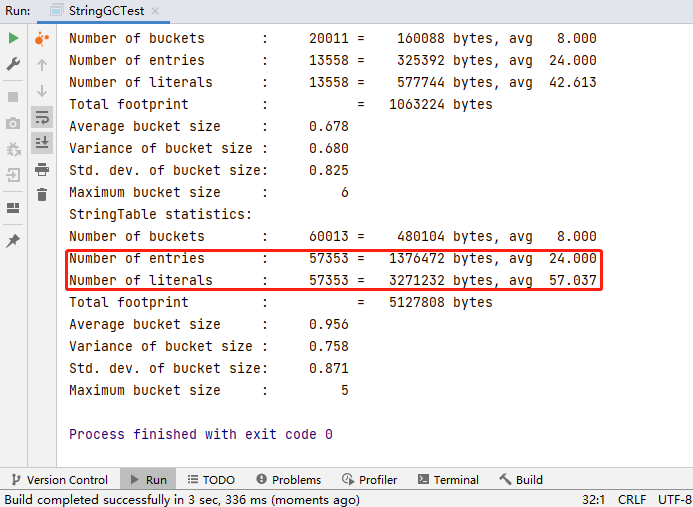 Run: StringGCTest
Number of buckets : 20011 = 160088 bytes, avg 8.000
Number of entries : 13558 = 325392 bytes, avg 24.000
Number of literals : 13558 = 577744 bytes, avg 42.613
Total footprint : = 1063224 bytes
Average bucket size : 0.678
Variance of bucket size : 0.680
Std. dev. of bucket size: 0.825
Maximum bucket size : 6
StringTable statistics:
Number of buckets : 60013 = 480104 bytes, avg 8.000
Number of entries : 57353 = 1376472 bytes, avg 24.000
Number of literals : 57353 = 3271232 bytes, avg 57.037
Total footprint : = 5127808 bytes
Average bucket size : 0.956
Variance of bucket size : 0.758
Std. dev. of bucket size: 0.871
Maximum bucket size : 5
Process finished with exit code 0
Version Control Run TODO Problems Profiler Terminal Build
Build completed successfully in 3 sec, 336 ms (moments ago) 32:1 CRLF UTF-8